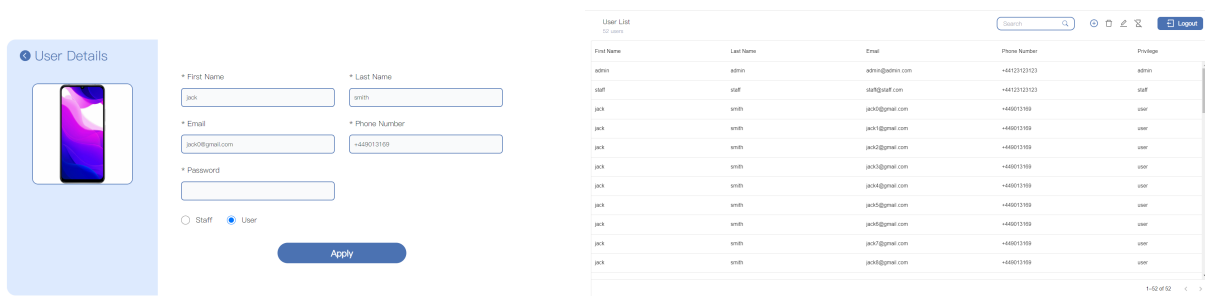 User Details
* First Name
* Last Name
jack
smith
* Email
* Phone Number
jack0@gmail.com
+449013169
* Password
Staff
User
Apply
User List
52 users
Search
Logout
First Name Last Name Email Phone Number Privilege
admin admin admin@admin.com +44123123123 admin
staff staff staff@staff.com +44123123123 staff
jack smith jack0@gmail.com +449013169 user
jack smith jack1@gmail.com +449013169 user
jack smith jack2@gmail.com +449013169 user
jack smith jack3@gmail.com +449013169 user
jack smith jack4@gmail.com +449013169 user
jack smith jack5@gmail.com +449013169 user
jack smith jack6@gmail.com +449013169 user
jack smith jack7@gmail.com +449013169 user
jack smith jack8@gmail.com +449013169 user
1–52 of 52